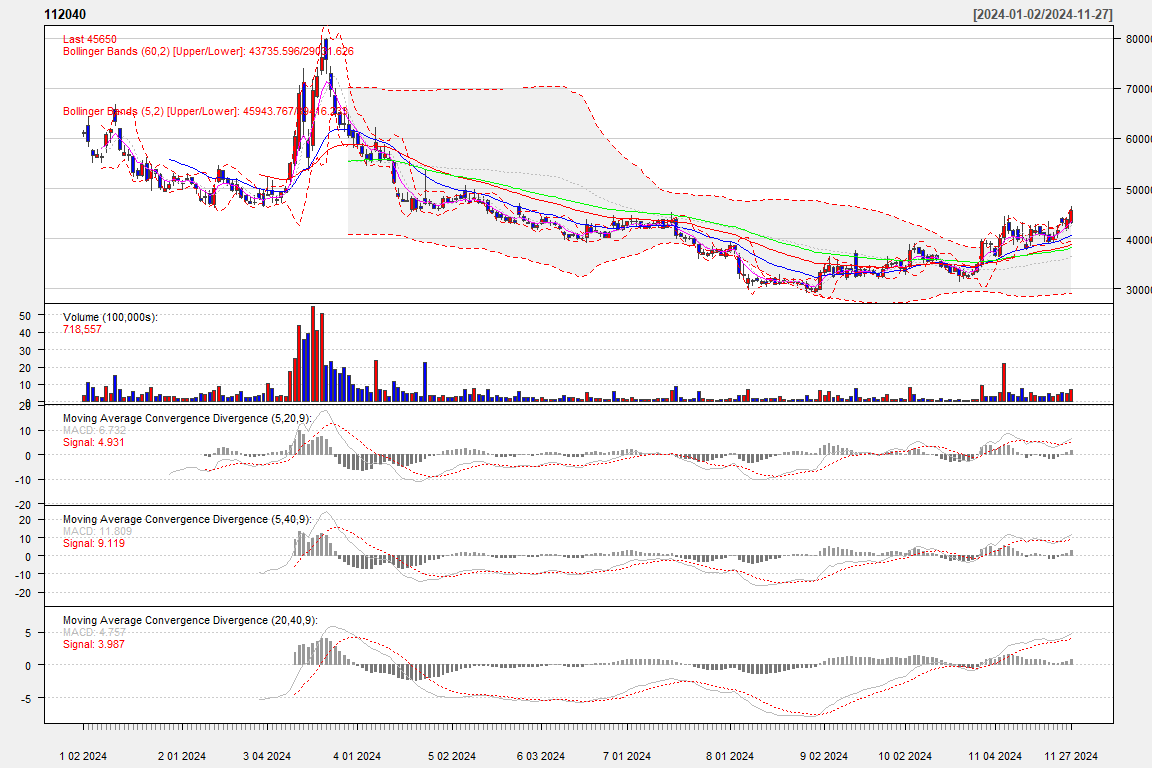 112040 [2024-01-02/2024-11-27]
Last 45650
Bollinger Bands (60,2) [Upper/Lower]: 43735.596/29031.626
Bollinger Bands (5,2) [Upper/Lower]:
80000
70000
60000
50000
40000
30000
Volume (100,000s):
718,557
50
40
30
20
10
0
Moving Average Convergence Divergence (5,20,9):
MACD: 6.732
Signal: 4.931
20
10
0
-10
-20
Moving Average Convergence Divergence (5,40,9):
MACD: 11.809
Signal: 9.119
20
10
0
-10
-20
Moving Average Convergence Divergence (20,40,9):
MACD: 4.757
Signal: 3.987
5
0
-5
1 02 2024 2 01 2024 3 04 2024 4 01 2024 5 02 2024 6 03 2024 7 01 2024 8 01 2024 9 02 2024 10 02 2024 11 04 2024 11 27 2024